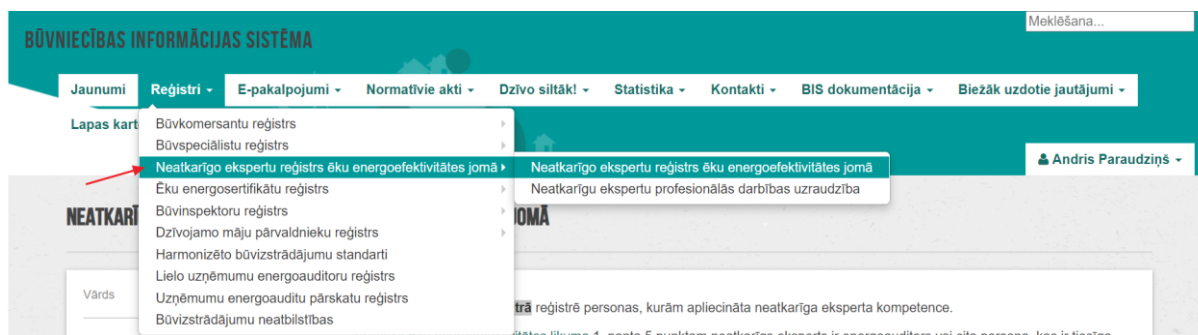 Meklēšana...
BŪVNIECĪBAS INFORMĀCIJAS SISTĒMA
Jaunumi Reģistri E-pakalpojumi Normatīvie akti Dzīvo siltāk! Statistika Kontakti BIS dokumentācija Biežāk uzdotie jautājumi
Lapas kart
Būvkomersantu reģistrs
Būvspeciālistu reģistrs
Neatkarīgo ekspertu reģistrs ēku energoefektivitātes jomā Neatkarīgo ekspertu reģistrs ēku energoefektivitātes jomā
Andris Paraudziņš
Ēku energosertifikātu reģistrs Neatkarīgu ekspertu profesionālās darbības uzraudzība
Būvinspektoru reģistrs
NEATKARĪ JOMĀ
Dzīvojamo māju pārvaldnieku reģistrs
Harmonizēto būvizstrādājumu standarti
Lielo uzņēmumu energoauditoru reģistrs
Vārds
Uzņēmumu energoauditu pārskatu reģistrs
trā reģistrē personas, kurām apliecināta neatkarīga eksperta kompetence.
Būvizstrādājumu neatbilstības